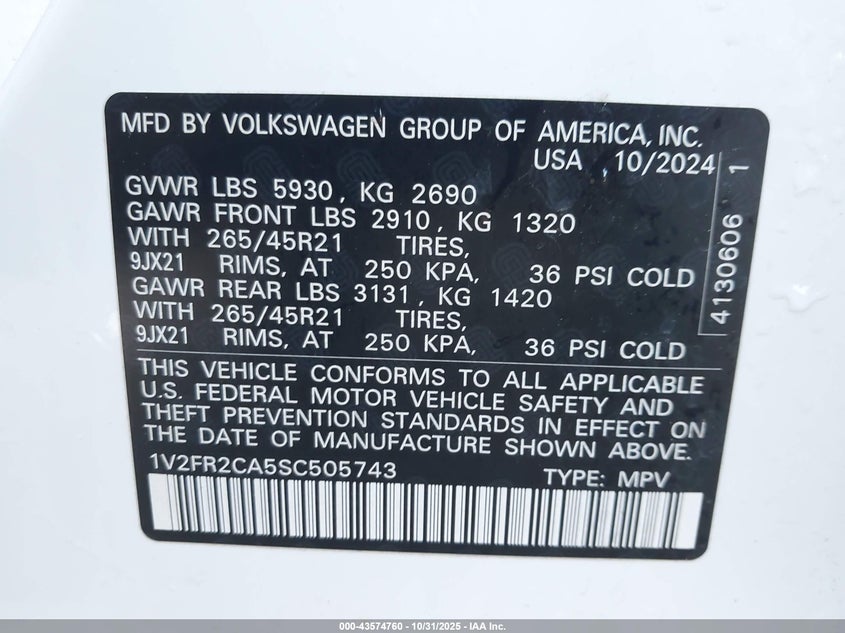 MFD BY VOLKSWAGEN GROUP OF AMERICA, INC.
USA 10/2024
GVWR LBS 5930, KG 2690
GAWR FRONT LBS 2910, KG 1320
WITH 265/45R21 TIRES,
9JX21 RIMS, AT 250 KPA, 36 PSI COLD
GAWR REAR LBS 3131, KG 1420
WITH 265/45R21 TIRES,
9JX21 RIMS, AT 250 KPA, 36 PSI COLD
4130606 1
THIS VEHICLE CONFORMS TO ALL APPLICABLE
U.S. FEDERAL MOTOR VEHICLE SAFETY AND
THEFT PREVENTION STANDARDS IN EFFECT ON
THE DATE OF MANUFACTURE SHOWN ABOVE.
1V2FR2CA5SC505743 TYPE: MPV
000-43574760 - 10/31/2025 - IAA Inc.